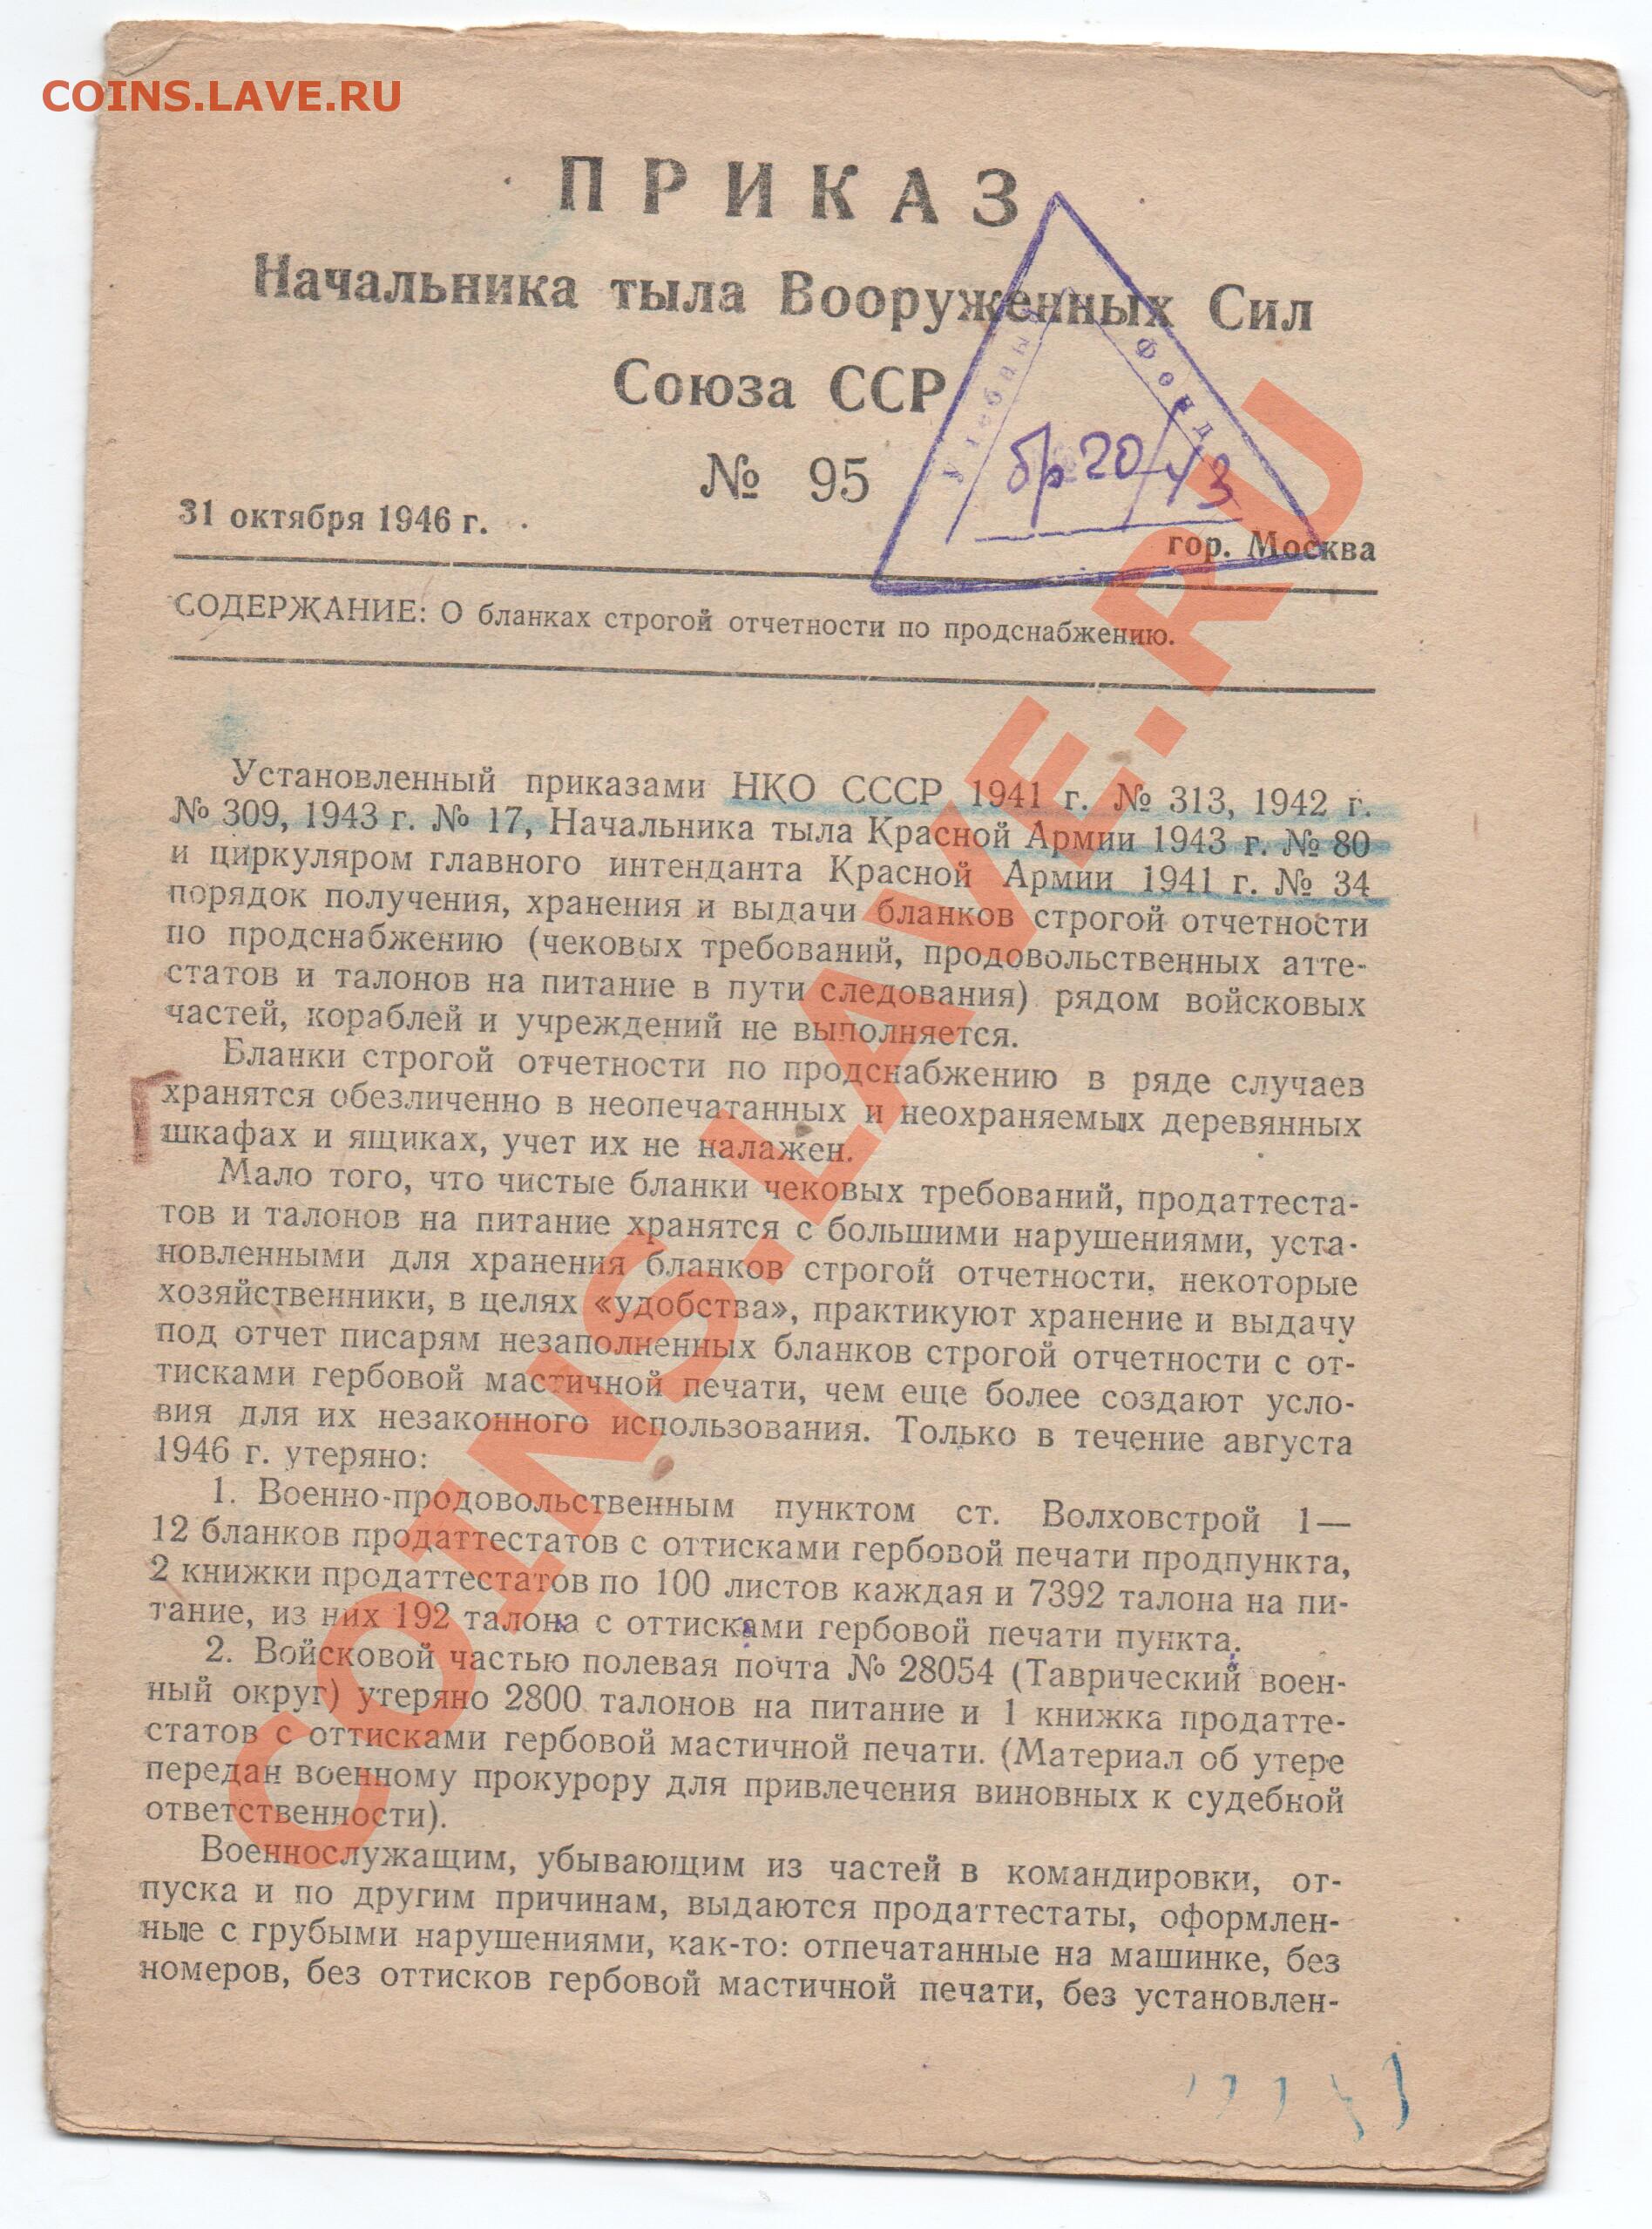 COINS.LAVE.RU
ПРИКАЗ
Начальника тыла Вооруженных Сил
Союза ССР
№ 95
Учебный Фонд
бр20/43
31 октября 1946 г.
гор. Москва
СОДЕРЖАНИЕ: О бланках строгой отчетности по продснабжению.
Установленный приказами НКО СССР 1941 г. № 313, 1942 г.
№ 309, 1943 г. № 17, Начальника тыла Красной Армии 1943 г. № 80
и циркуляром главного интенданта Красной Армии 1941 г. № 34
порядок получения, хранения и выдачи бланков строгой отчетности
по продснабжению (чековых требований, продовольственных атте-
статов и талонов на питание в пути следования) рядом войсковых
частей, кораблей и учреждений не выполняется.
Бланки строгой отчетности по продснабжению в ряде случаев
хранятся обезличенно в неопечатанных и неохраняемых деревянных
шкафах и ящиках, учет их не налажен.
Мало того, что чистые бланки чековых требований, продаттеста-
тов и талонов на питание хранятся с большими нарушениями, уста-
новленными для хранения бланков строгой отчетности, некоторые
хозяйственники, в целях «удобства», практикуют хранение и выдачу
под отчет писарям незаполненных бланков строгой отчетности с от-
тисками гербовой мастичной печати, чем еще более создают усло-
вия для их незаконного использования. Только в течение августа
1946 г. утеряно:
1. Военно-продовольственным пунктом ст. Волховстрой 1—
12 бланков продаттестатов с оттисками гербовой печати продпункта,
2 книжки продаттестатов по 100 листов каждая и 7392 талона на пи-
тание, из них 192 талона с оттисками гербовой печати пункта;
2. Войсковой частью полевая почта № 28054 (Таврический воен-
ный округ) утеряно 2800 талонов на питание и 1 книжка продатте-
статов с оттисками гербовой мастичной печати. (Материал об утере
передан военному прокурору для привлечения виновных к судебной
ответственности).
Военнослужащим, убывающим из частей в командировки, от-
пуска и по другим причинам, выдаются продаттестаты, оформлен-
ные с грубыми нарушениями, как-то: отпечатанные на машинке, без
номеров, без оттисков гербовой мастичной печати, без установлен-
COINS.LAVE.RU